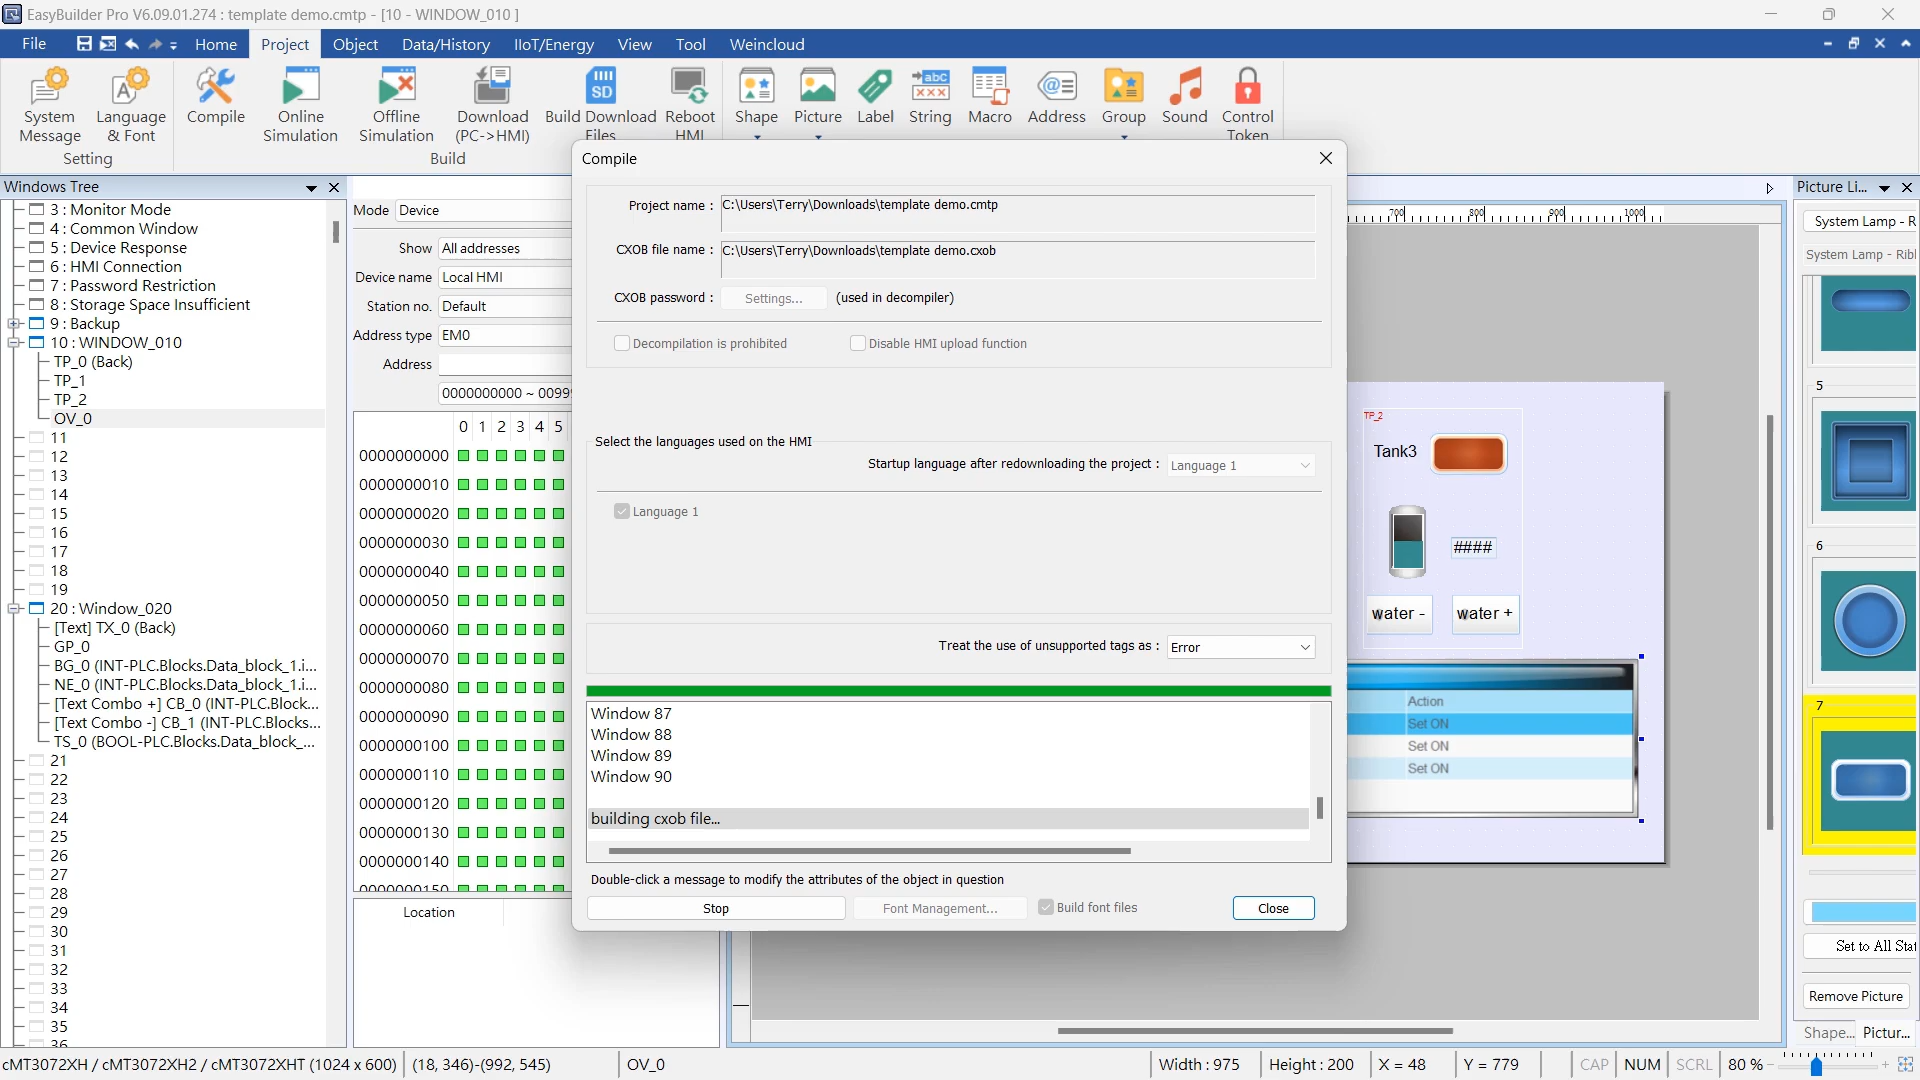 EasyBuilder Pro V6.09.01.274 : template demo.cmtp - [10 - WINDOW_010 ]
File Home Project Object Data/History IIoT/Energy View Tool Weincloud
System Message
Language & Font
Compile
Online Simulation
Offline Simulation
Download (PC->HMI)
Build Download Files
Reboot HMI
Shape
Picture
Label
abc
String
Macro
Address
Group
Sound
Control Token
SD
XXX
Setting
Build
Windows Tree
3 : Monitor Mode
4 : Common Window
5 : Device Response
6 : HMI Connection
7 : Password Restriction
8 : Storage Space Insufficient
9 : Backup
10 : WINDOW_010
TP_0 (Back)
TP_1
TP_2
OV_0
11
12
13
14
15
16
17
18
19
20 : Window_020
[Text] TX_0 (Back)
GP_0
BG_0 (INT-PLC.Blocks.Data_block_1.i...
NE_0 (INT-PLC.Blocks.Data_block_1.i...
[Text Combo +] CB_0 (INT-PLC.Block...
[Text Combo -] CB_1 (INT-PLC.Blocks...
TS_0 (BOOL-PLC.Blocks.Data_block_...
21
22
23
24
25
26
27
28
29
30
31
32
33
34
35
36
Mode Device
Show All addresses
Device name Local HMI
Station no. Default
Address type EM0
Address
0000000000 ~ 0099
0 1 2 3 4 5
0000000000
0000000010
0000000020
0000000030
0000000040
0000000050
0000000060
0000000070
0000000080
0000000090
0000000100
0000000110
0000000120
0000000130
0000000140
0000000150
Location
Compile
Project name : C:\Users\Terry\Downloads\template demo.cmtp
CXOB file name : C:\Users\Terry\Downloads\template demo.cxob
CXOB password : Settings... (used in decompiler)
Decompilation is prohibited Disable HMI upload function
Select the languages used on the HMI
Startup language after redownloading the project : Language 1
Language 1
Treat the use of unsupported tags as : Error
Window 87
Window 88
Window 89
Window 90
building cxob file...
Double-click a message to modify the attributes of the object in question
Stop Font Management... Build font files Close
700 800 900 1000
TP_2
Tank3
####
water - water +
Action
Set ON
Set ON
Set ON
Picture Li...
System Lamp - R
System Lamp - Rib
5
6
7
Set to All Stat
Remove Picture
Shape... Pictur...
cMT3072XH / cMT3072XH2 / cMT3072XHT (1024 x 600) (18, 346)-(992, 545) OV_0 Width : 975 Height : 200 X = 48 Y = 779 CAP NUM SCRL 80 %